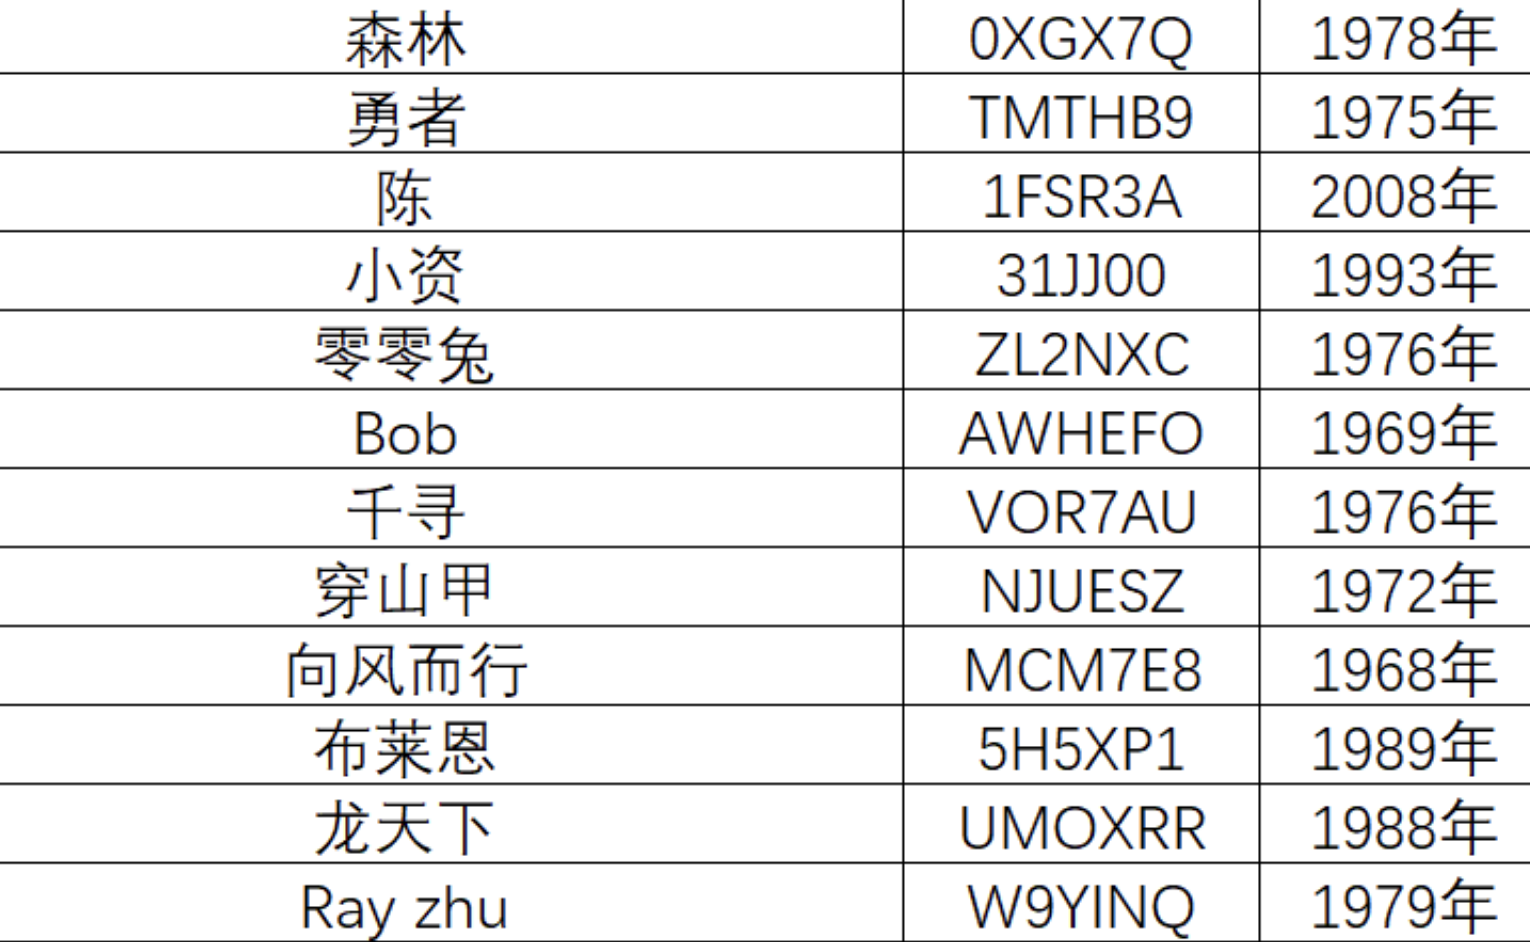 森林 0XGX7Q 1978年
勇者 TMTHB9 1975年
陈 1FSR3A 2008年
小资 31JJ00 1993年
零零兔 ZL2NXC 1976年
Bob AWHEFO 1969年
千寻 VOR7AU 1976年
穿山甲 NJUESZ 1972年
向风而行 MCM7E8 1968年
布莱恩 5H5XP1 1989年
龙天下 UMOXRR 1988年
Ray zhu W9YINQ 1979年